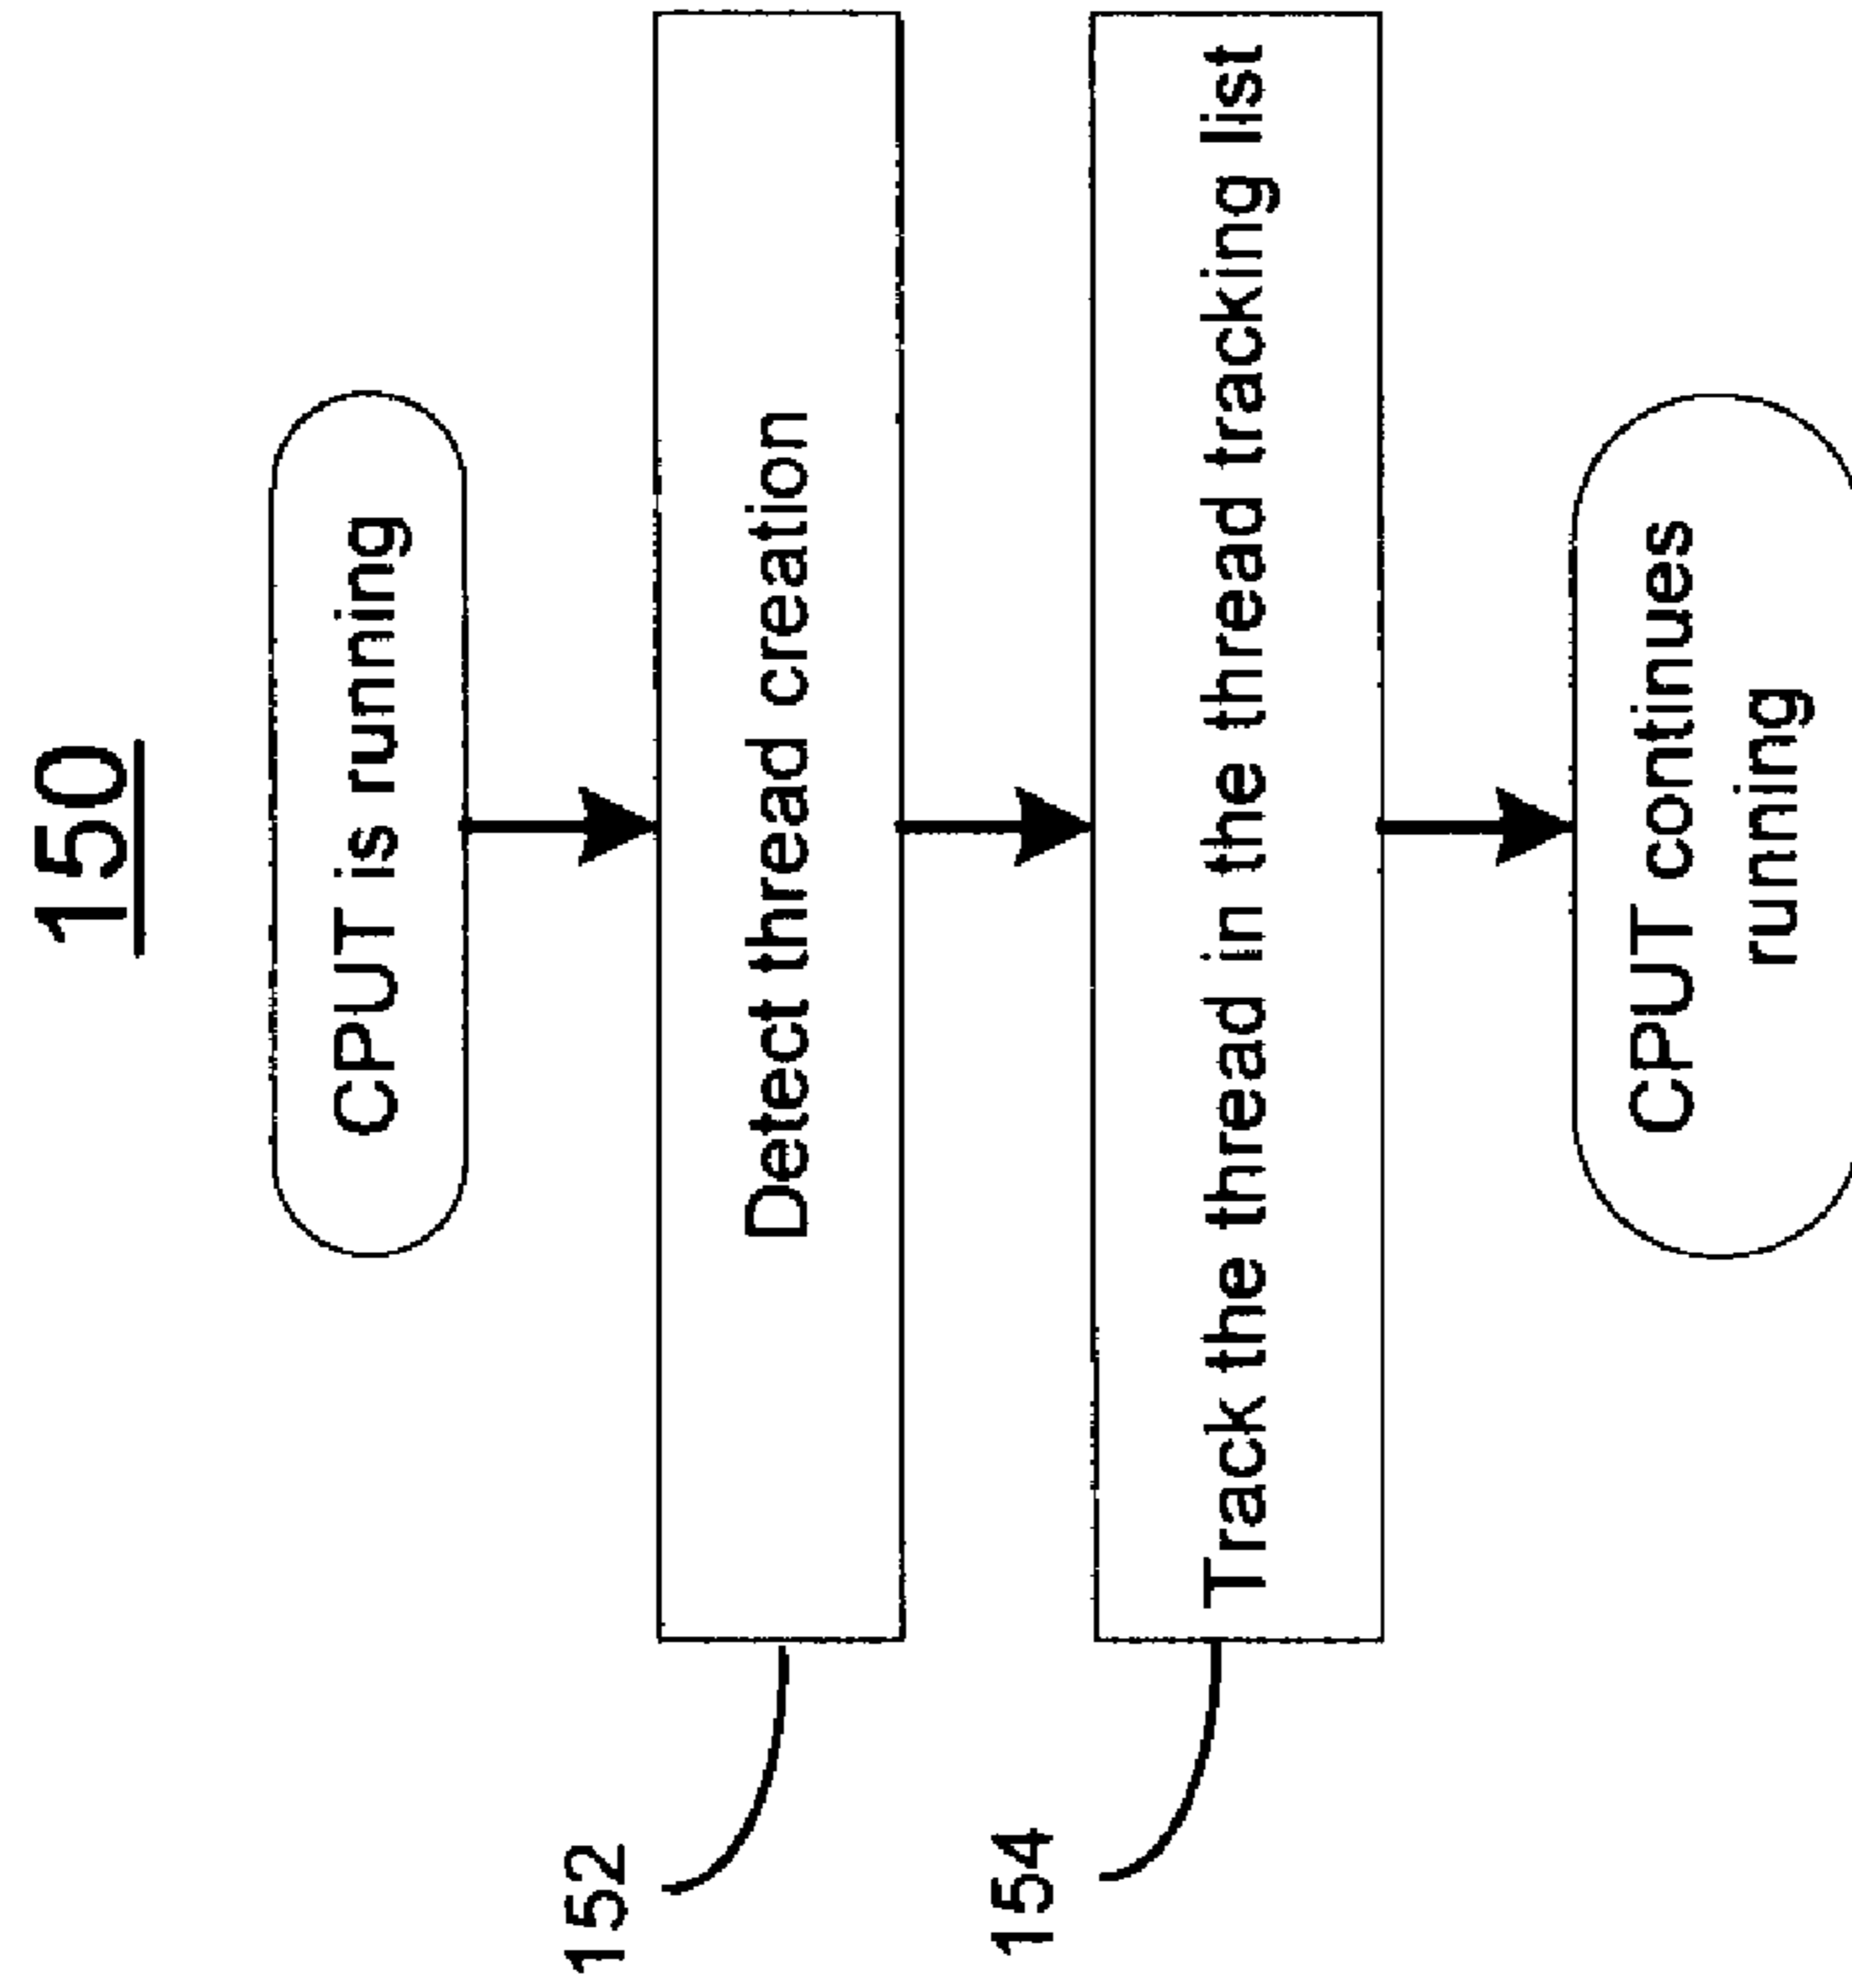 150
CPUT is running
152
Detect thread creation
154
Track the thread in the thread tracking list
CPUT continues
running